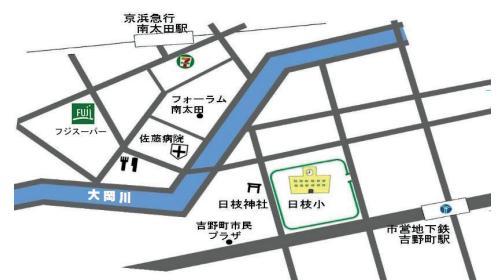 京浜急行
南太田駅
7
フォーラム
南太田
FUJI
フジスーパー
佐藤病院
大岡川
日枝神社
日枝小
吉野町市民
プラザ
市営地下鉄
吉野町駅